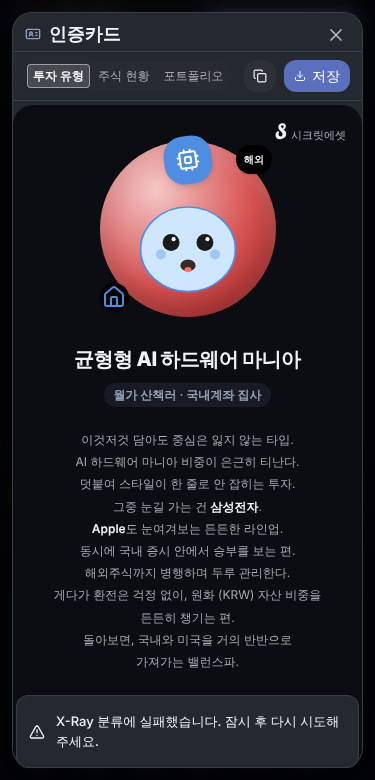 인증카드
투자 유형 주식 현황 포트폴리오 저장
시크릿에셋
해외
균형형 AI 하드웨어 마니아
월가 산책러 · 국내계좌 집사
이것저것 담아도 중심은 잃지 않는 타입.
AI 하드웨어 마니아 비중이 은근히 티난다.
덧붙여 스타일이 한 줄로 안 잡히는 투자.
그중 눈길 가는 건 삼성전자.
Apple도 눈여겨보는 든든한 라인업.
동시에 국내 증시 안에서 승부를 보는 편.
해외주식까지 병행하며 두루 관리한다.
게다가 환전은 걱정 없이, 원화 (KRW) 자산 비중을
든든히 챙기는 편.
돌아보면, 국내와 미국을 거의 반반으로
가져가는 밸런스파.
X-Ray 분류에 실패했습니다. 잠시 후 다시 시도해
주세요.